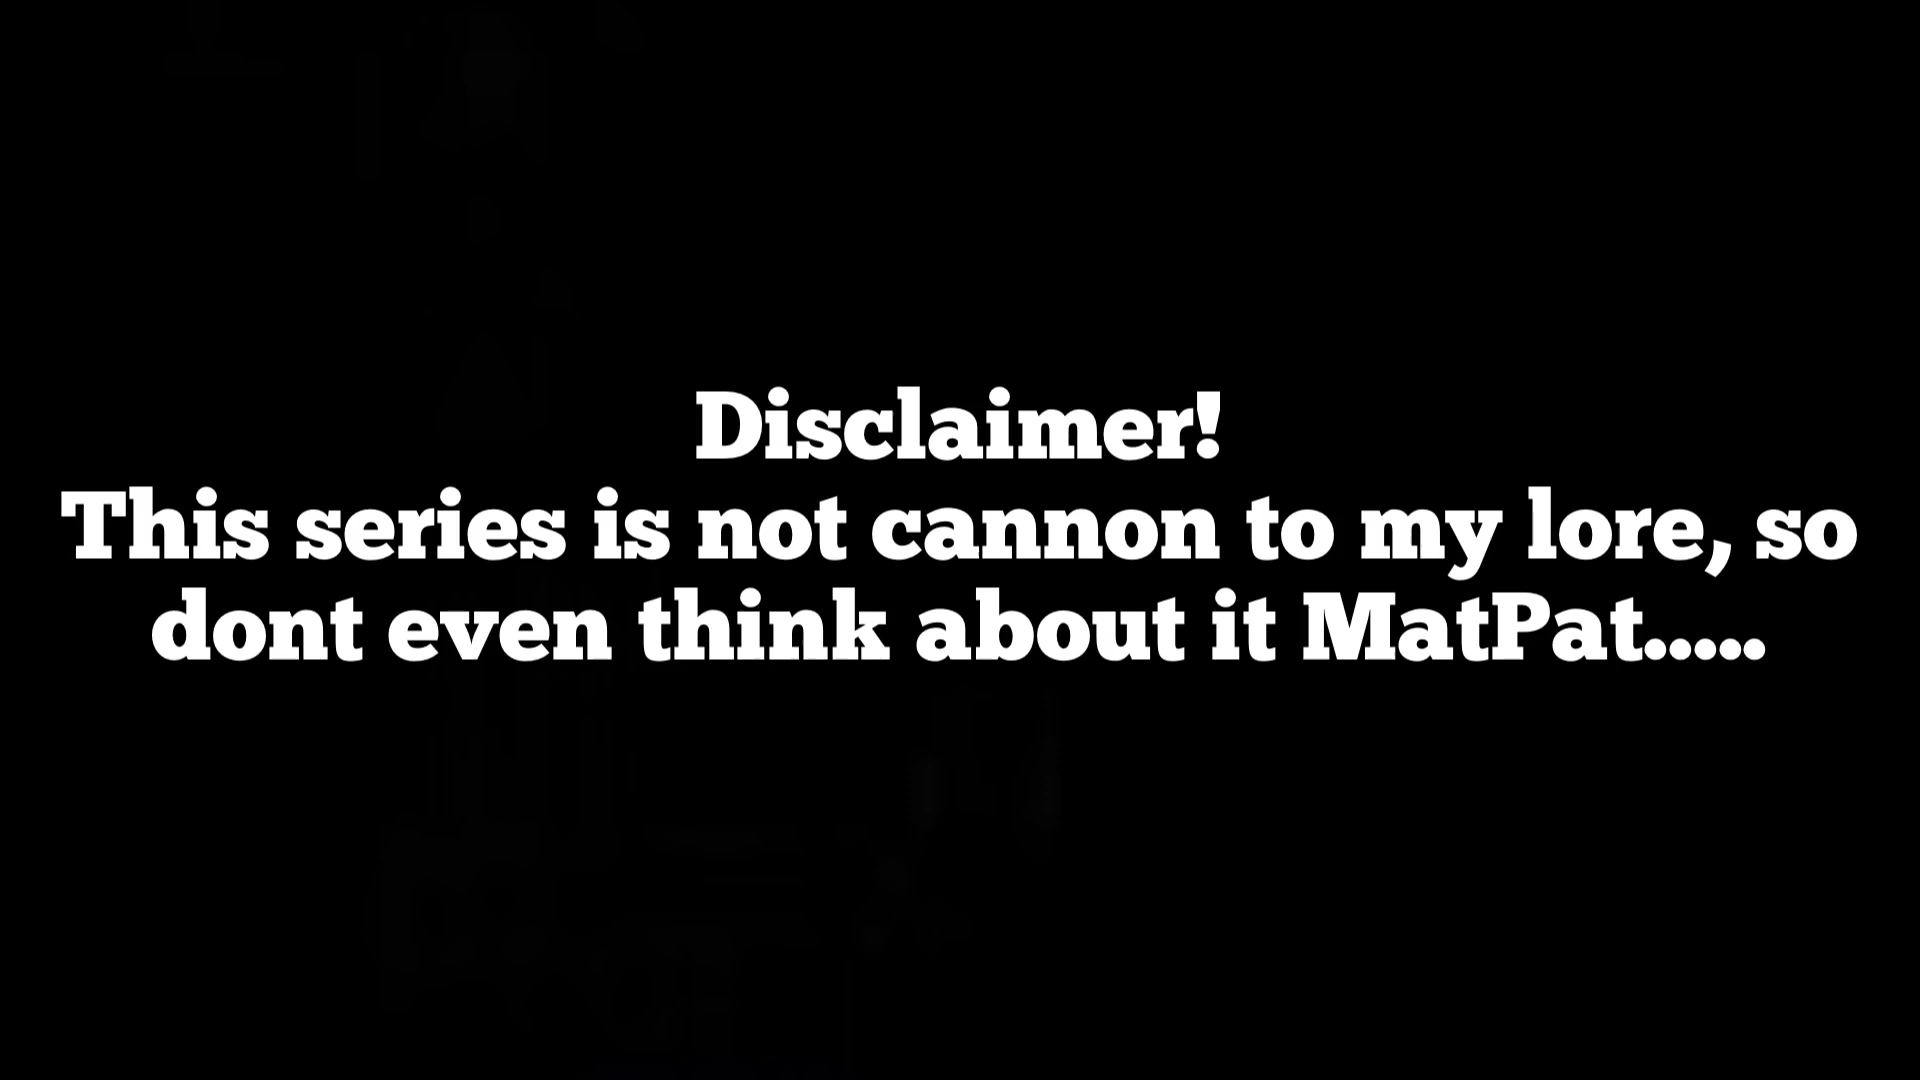 Disclaimer!
This series is not cannon to my lore, so
dont even think about it MatPat.....